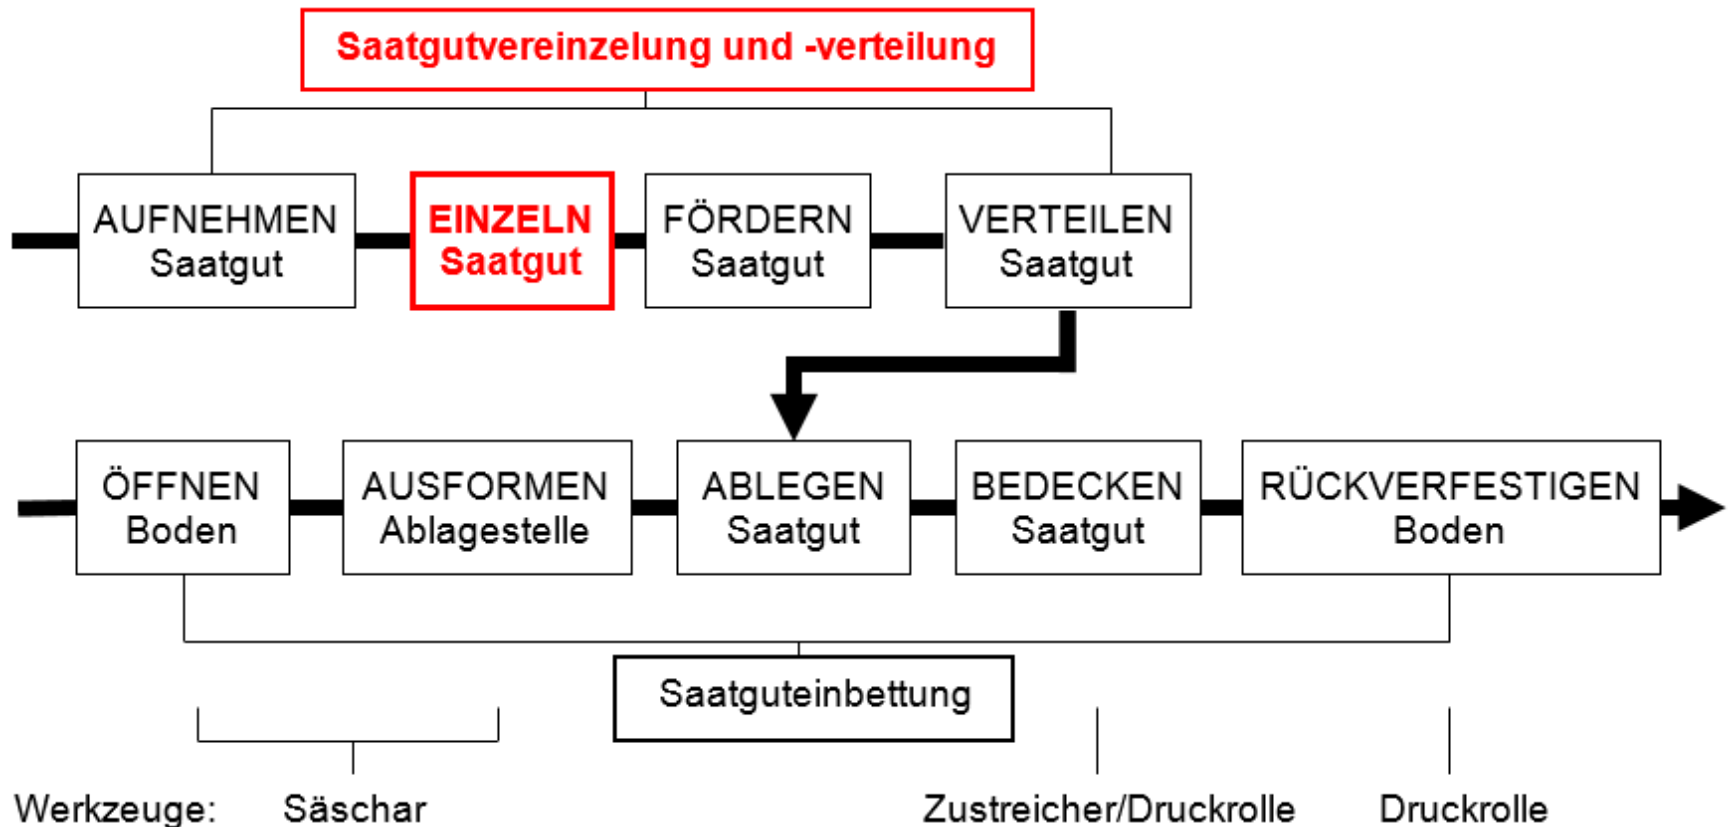 Saatgutvereinzelung und -verteilung
AUFNEHMEN
Saatgut
EINZELN
Saatgut
FÖRDERN
Saatgut
VERTEILEN
Saatgut
ÖFFNEN
Boden
AUSFORMEN
Ablagestelle
ABLEGEN
Saatgut
BEDECKEN
Saatgut
RÜCKVERFESTIGEN
Boden
Saatguteinbettung
Werkzeuge: Säschar Zustreicher/Druckrolle Druckrolle